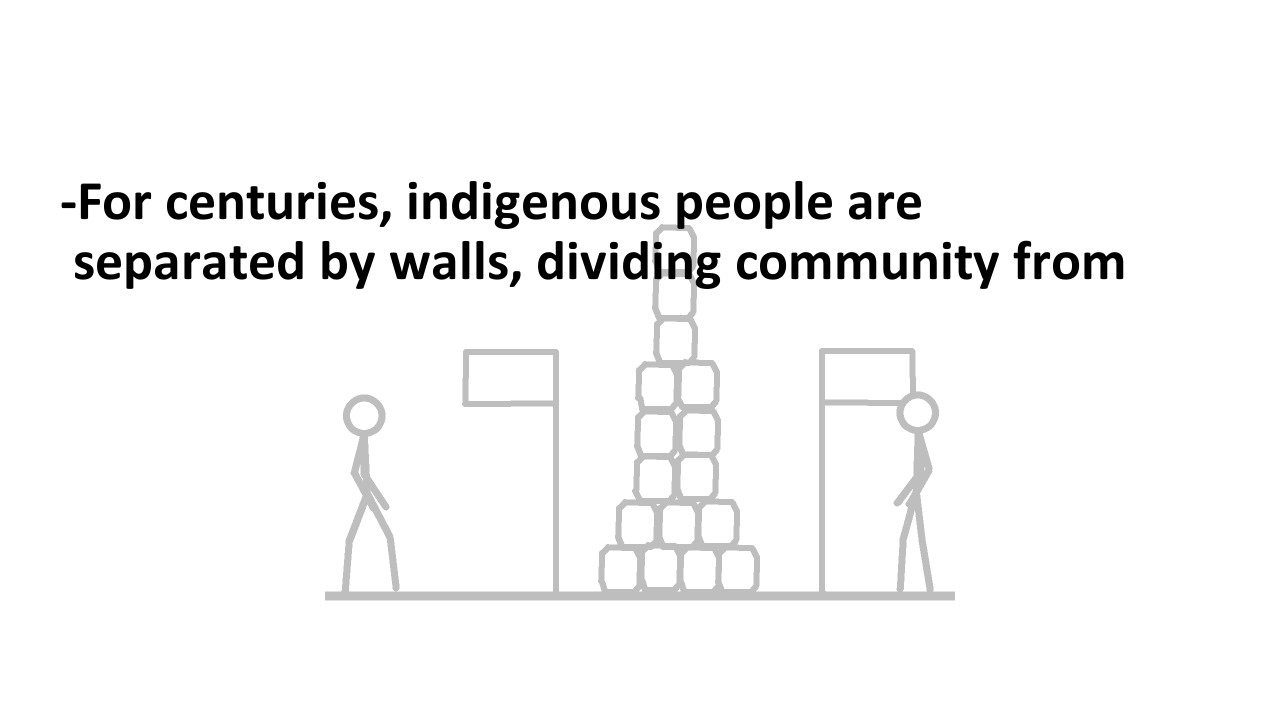 -For centuries, indigenous people are
separated by walls, dividing community from